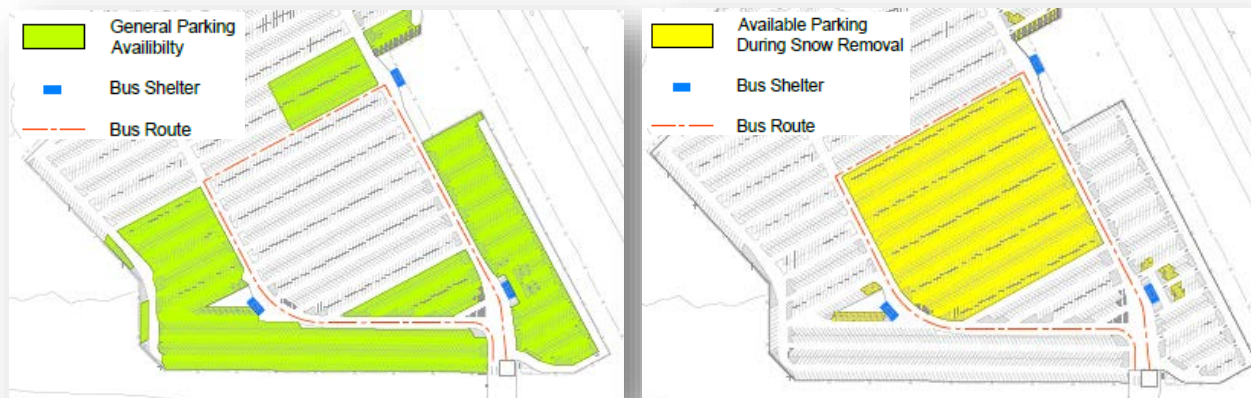 General Parking
Availibilty
Bus Shelter
Bus Route
Available Parking
During Snow Removal
Bus Shelter
Bus Route